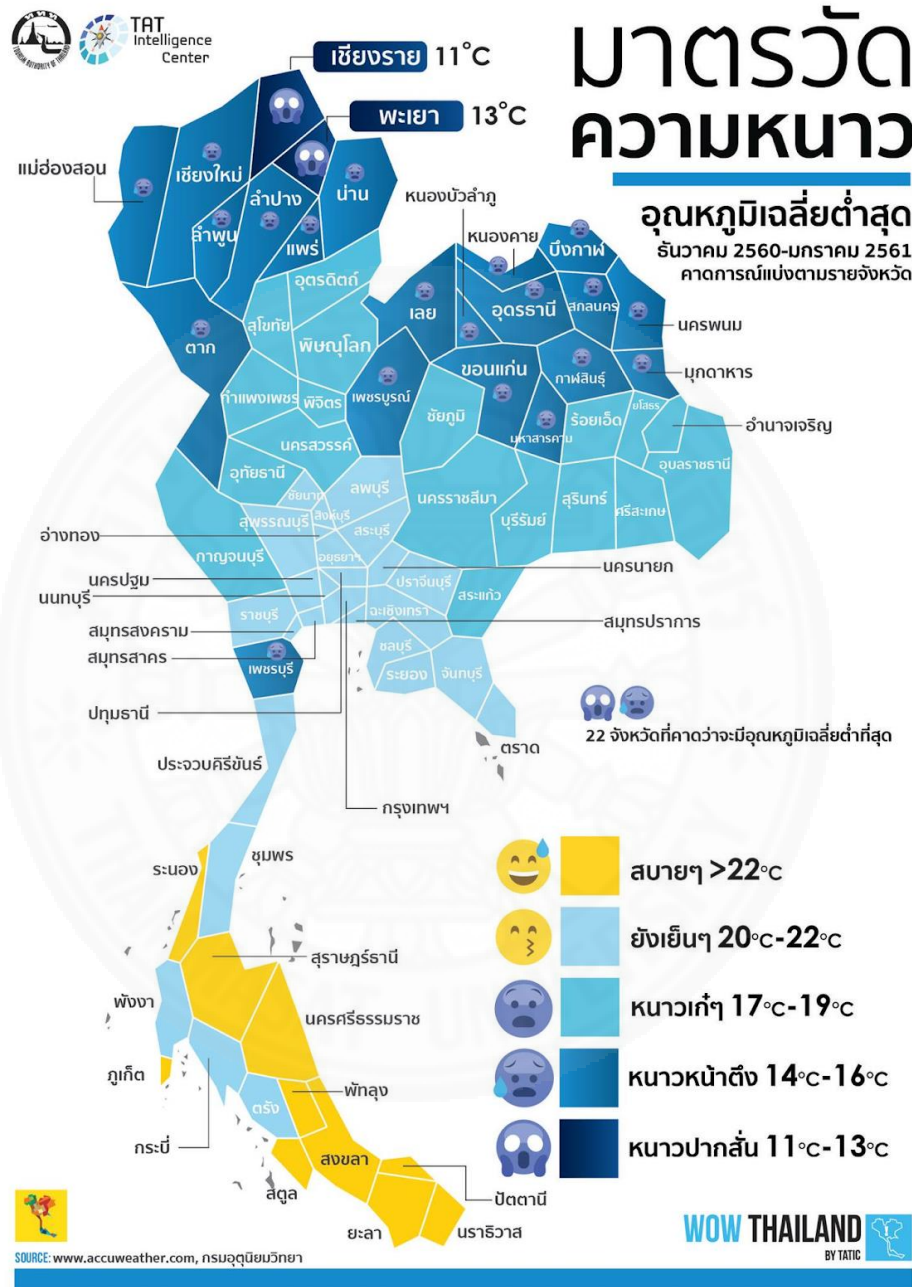 TAT
Intelligence
Center
มาตรวัด
ความหนาว
อุณหภูมิเฉลี่ยต่ำสุด
ธันวาคม 2560-มกราคม 2561
คาดการณ์แบ่งตามรายจังหวัด
เชียงราย 11°C
พะเยา 13°C
แม่ฮ่องสอน
เชียงใหม่
ลำพูน
ลำปาง
แพร่
น่าน
หนองบัวลำภู
หนองคาย
บึงกาฬ
อุตรดิตถ์
เลย
อุดรธานี
สกลนคร
นครพนม
ตาก
สุโขทัย
พิษณุโลก
ขอนแก่น
กาฬสินธุ์
มุกดาหาร
กำแพงเพชร
พิจิตร
เพชรบูรณ์
ชัยภูมิ
มหาสารคาม
ร้อยเอ็ด
ยโสธร
อำนาจเจริญ
นครสวรรค์
อุทัยธานี
อุบลราชธานี
ชัยนาท
ลพบุรี
นครราชสีมา
บุรีรัมย์
สุรินทร์
ศรีสะเกษ
สุพรรณบุรี
สิงห์บุรี
สระบุรี
อ่างทอง
กาญจนบุรี
อยุธยาฯ
นครนายก
นครปฐม
นนทบุรี
ปราจีนบุรี
สระแก้ว
ราชบุรี
ฉะเชิงเทรา
สมุทรปราการ
สมุทรสงคราม
สมุทรสาคร
เพชรบุรี
ชลบุรี
ระยอง
จันทบุรี
ปทุมธานี
ตราด
22 จังหวัดที่คาดว่าจะมีอุณหภูมิเฉลี่ยต่ำที่สุด
ประจวบคิรีขันธ์
กรุงเทพฯ
ระนอง
ชุมพร
สุราษฎร์ธานี
พังงา
นครศรีธรรมราช
ภูเก็ต
พัทลุง
ตรัง
กระบี่
สงขลา
สตูล
ปัตตานี
ยะลา
นราธิวาส
สบายๆ >22°C
ยังเย็นๆ 20°C-22°C
หนาวเก๋ๆ 17°C-19°C
หนาวหน้าตึง 14°C-16°C
หนาวปากสั่น 11°C-13°C
WOW THAILAND
BY TATIC
SOURCE: www.accuweather.com, กรมอุตุนิยมวิทยา